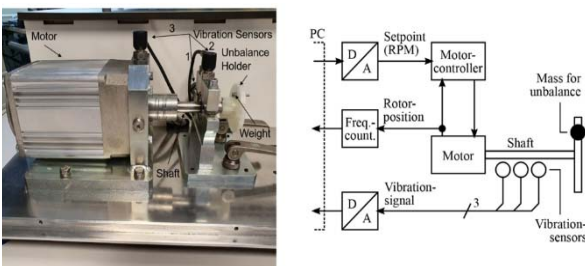 Motor
3
Vibration Sensors
2
1
Unbalance
Holder
Weight
Shaft
PC
D
A
Setpoint
(RPM)
Motor-
controller
Mass for
unbalance
Rotor-
position
Freq.-
count.
Motor
Shaft
D
A
Vibration-
signal
3
Vibration-
sensors